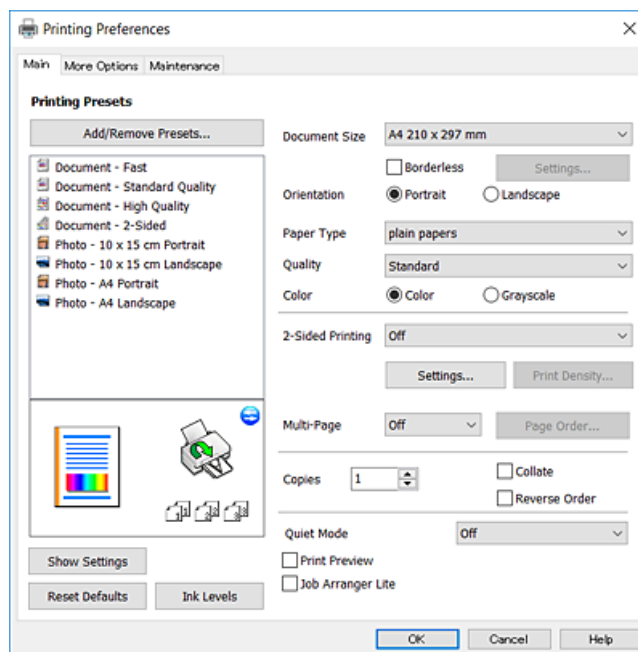 Printing Preferences
Main
More Options
Maintenance
Printing Presets
Add/Remove Presets...
Document - Fast
Document - Standard Quality
Document - High Quality
Document - 2-Sided
Photo - 10 x 15 cm Portrait
Photo - 10 x 15 cm Landscape
Photo - A4 Portrait
Photo - A4 Landscape
Show Settings
Reset Defaults
Ink Levels
Document Size
A4 210 x 297 mm
Borderless
Settings...
Orientation
Portrait
Landscape
Paper Type
plain papers
Quality
Standard
Color
Color
Grayscale
2-Sided Printing
Off
Settings...
Print Density...
Multi-Page
Off
Page Order...
Copies
1
Collate
Reverse Order
Quiet Mode
Off
Print Preview
Job Arranger Lite
OK
Cancel
Help